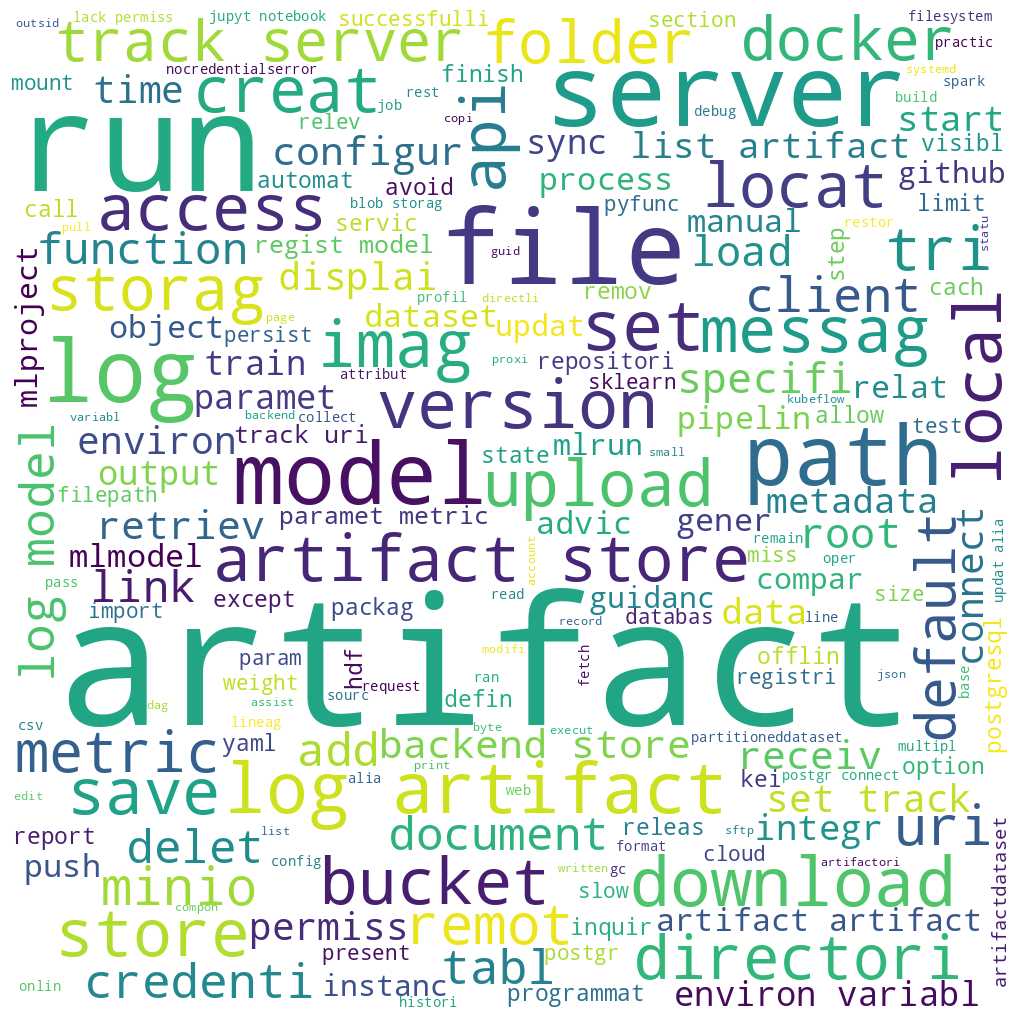 outsid
lack permiss
jupyt notebook
successfulli
section
filesystem
track server
folder
docker
practic
nocredentialserror
finish
server
systemd
mount
time
creat
job
rest
api
debug
spark
run
relev
copi
sync
list artifact
build
start
configur
visibl
automat
avoid
process
locat
github
access
blob storag
pyfunc
limit
call
servic
file
manual
restor
pull
function
regist model
guid
load
step
tri
statu
mlproject
storag
displai
profil
directli
remov
client
cach
local
object
persist
page
dataset
updat
set
messag
log
imag
train
attribut
proxi
repositori
sklearn
specifi
relat
paramet
version
kubeflow
variabl
backend
collect
pipelin
allow
test
environ
track uri
state
mlrun
small
path
log model
output
model
upload
metadata
filepath
retriev
paramet metric
advic
gener
root
default
connect
updat alia
mlmodel
artifact store
account
remain
miss
oper
compar
pass
link
import
except
packag
read
guidanc
databas
data
line
size
artifact
record
postgresql
param
hdf
request
modifi
fetch
offlin
registri
json
base
weight
sourc
ran
defin
dag
assist
csv
lineag
byte
execut
partitioneddataset
metric
yaml
add
backend store
receiv
multipl
option
print
alia
kei
postgr connect
edit
save
log artifact
web
set track
report
list
document
releas
sftp
integr
uri
push
delet
config
format
cloud
artifactori
artifactdataset
minio
bucket
written
gc
slow
download
compon
store
permiss
remot
inquir
artifact artifact
present
postgr
directori
onlin
credenti
instanc
tabl
programmat
environ variabl
histori